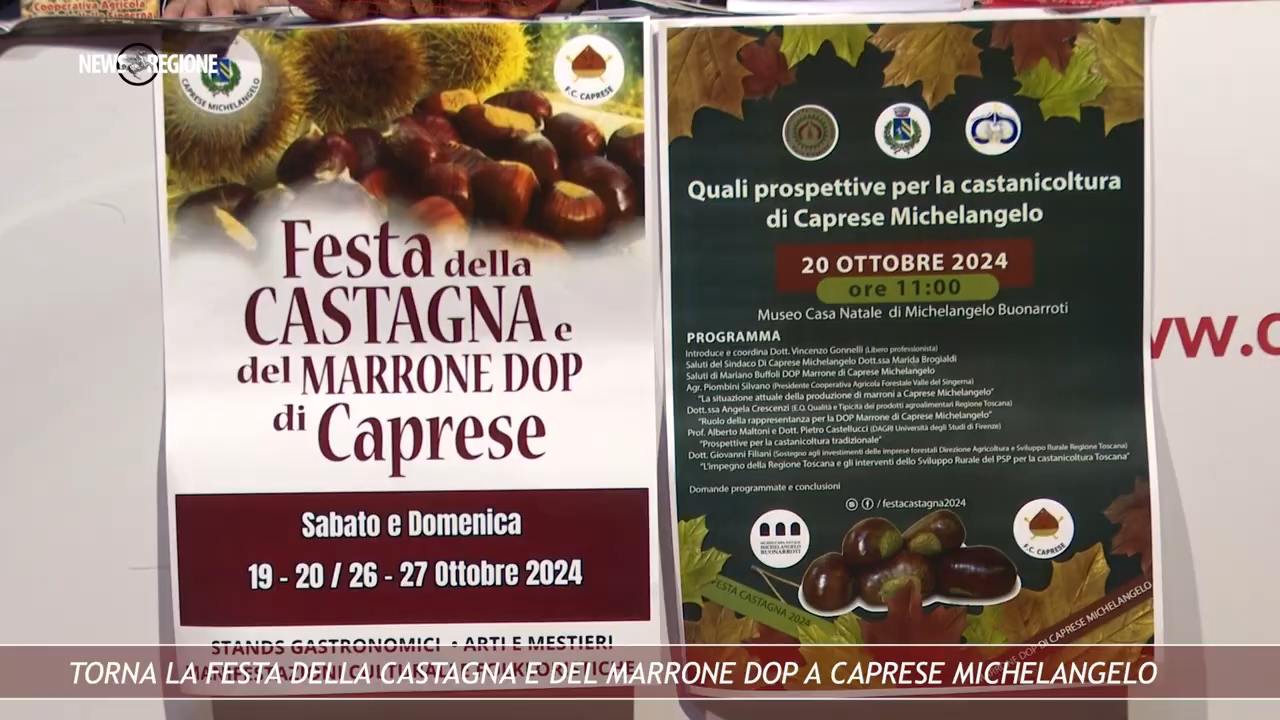 Cooperativa Agricola
NEWS REGIONE
CAPRESE MICHELANGELO
F.C. CAPRESE
Festa della
CASTAGNA e
del MARRONE DOP
di Caprese
Sabato e Domenica
19 - 20 / 26 - 27 Ottobre 2024
STANDS GASTRONOMICI • ARTI E MESTIERI
Quali prospettive per la castanicoltura
di Caprese Michelangelo
20 OTTOBRE 2024
ore 11:00
Museo Casa Natale di Michelangelo Buonarroti
PROGRAMMA
Introduce e coordina Dott. Vincenzo Gonnelli (Libero professionista)
Saluti del Sindaco Di Caprese Michelangelo Dott.ssa Marida Brogialdi
Saluti di Mariano Buffoli DOP Marrone di Caprese Michelangelo
Agr. Piombini Silvano (Presidente Cooperativa Agricola Forestale Valle del Singerna)
"La situazione attuale della produzione di marroni a Caprese Michelangelo"
Dott.ssa Angela Crescenzi (E.Q. Qualità e Tipicità dei prodotti agroalimentari Regione Toscana)
"Ruolo della rappresentanza per la DOP Marrone di Caprese Michelangelo"
Prof. Alberto Maltoni e Dott. Pietro Castellucci (DAGRI Università degli Studi di Firenze)
"Prospettive per la castanicoltura tradizionale"
Dott. Giovanni Filiani (Sostegno agli investimenti delle imprese forestali Direzione Agricoltura e Sviluppo Rurale Regione Toscana)
"L'impegno della Regione Toscana e gli interventi dello Sviluppo Rurale del PSP per la castanicoltura Toscana"
Domande programmate e conclusioni
/ festacastagna2024
MICHELANGELO
BUONARROTI
F.C. CAPRESE
FESTA CASTAGNA 2024
DOP DI CAPRESE MICHELANGELO
TORNA LA FESTA DELLA CASTAGNA E DEL MARRONE DOP A CAPRESE MICHELANGELO